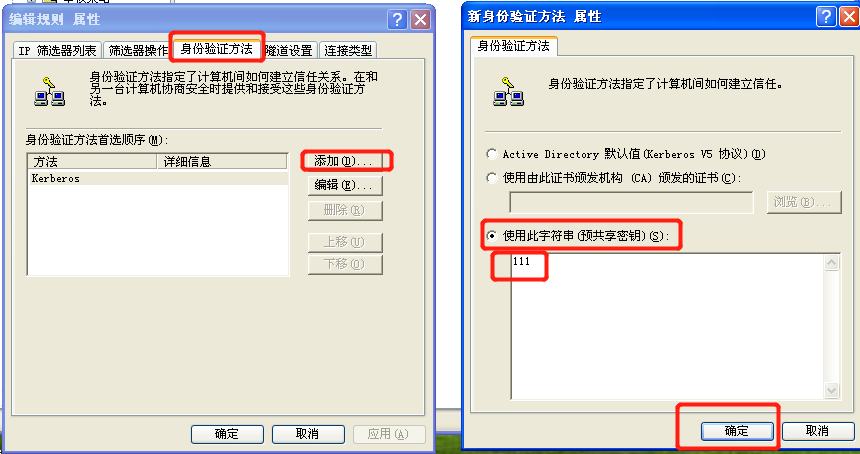 编辑规则 属性
IP 筛选器列表
筛选器操作
身份验证方法
隧道设置
连接类型
身份验证方法指定了计算机间如何建立信任关系。在和
另一台计算机协商安全时提供和接受这些身份验证方
法。
身份验证方法首选顺序(M):
方法
详细信息
Kerberos
添加(D)...
编辑(E)...
删除(R)
上移(U)
下移(O)
确定
取消
应用(A)
新身份验证方法 属性
身份验证方法
身份验证方法指定了计算机间如何建立信任。
Active Directory 默认值(Kerberos V5 协议)(D)
使用由此证书颁发机构 (CA) 颁发的证书(C):
浏览(B)...
使用此字符串(预共享密钥)(S):
111
确定
取消